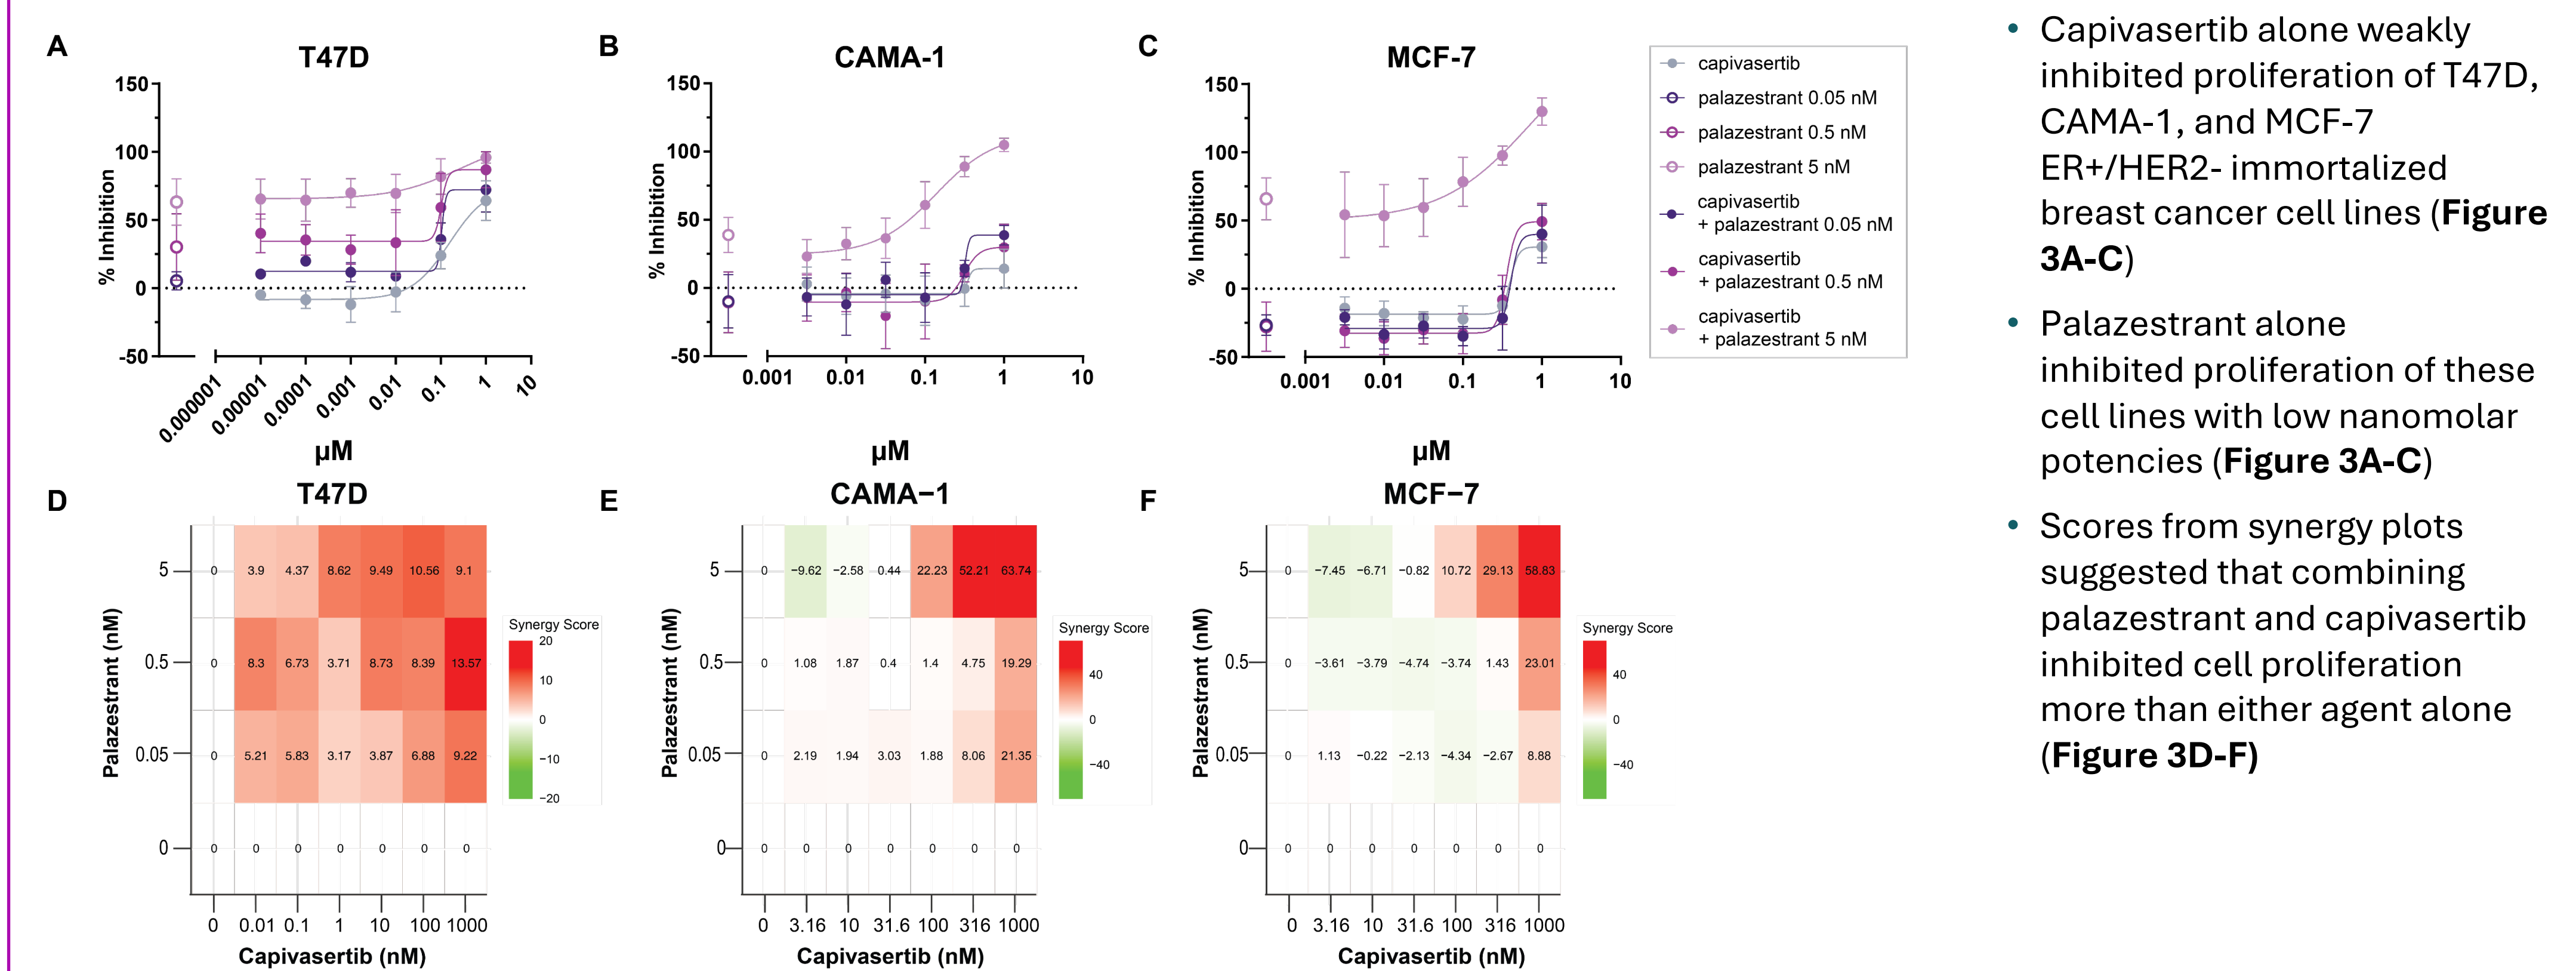 A
T47D
% Inhibition
150
100
50
0
-50
0.000001
0.00001
0.0001
0.001
0.01
0.1
1
10
µM
B
CAMA-1
% Inhibition
150
100
50
0
-50
0.001
0.01
0.1
1
10
µM
C
MCF-7
% Inhibition
150
100
50
0
-50
0.001
0.01
0.1
1
10
µM
capivasertib
palazestrant 0.05 nM
palazestrant 0.5 nM
palazestrant 5 nM
capivasertib
+ palazestrant 0.05 nM
capivasertib
+ palazestrant 0.5 nM
capivasertib
+ palazestrant 5 nM
D
T47D
Palazestrant (nM)
5 0 3.9 4.37 8.62 9.49 10.56 9.1
0.5 0 8.3 6.73 3.71 8.73 8.39 13.57
0.05 0 5.21 5.83 3.17 3.87 6.88 9.22
0 0 0 0 0 0 0 0
0 0.01 0.1 1 10 100 1000
Capivasertib (nM)
Synergy Score
20
10
0
−10
−20
E
CAMA−1
Palazestrant (nM)
5 0 −9.62 −2.58 0.44 22.23 52.21 63.74
0.5 0 1.08 1.87 0.4 1.4 4.75 19.29
0.05 0 2.19 1.94 3.03 1.88 8.06 21.35
0 0 0 0 0 0 0 0
0 3.16 10 31.6 100 316 1000
Capivasertib (nM)
Synergy Score
40
0
−40
F
MCF−7
Palazestrant (nM)
5 0 −7.45 −6.71 −0.82 10.72 29.13 58.83
0.5 0 −3.61 −3.79 −4.74 −3.74 1.43 23.01
0.05 0 1.13 −0.22 −2.13 −4.34 −2.67 8.88
0 0 0 0 0 0 0 0
0 3.16 10 31.6 100 316 1000
Capivasertib (nM)
Synergy Score
40
0
−40
• Capivasertib alone weakly
inhibited proliferation of T47D,
CAMA-1, and MCF-7
ER+/HER2- immortalized
breast cancer cell lines (Figure
3A-C)
• Palazestrant alone
inhibited proliferation of these
cell lines with low nanomolar
potencies (Figure 3A-C)
• Scores from synergy plots
suggested that combining
palazestrant and capivasertib
inhibited cell proliferation
more than either agent alone
(Figure 3D-F)